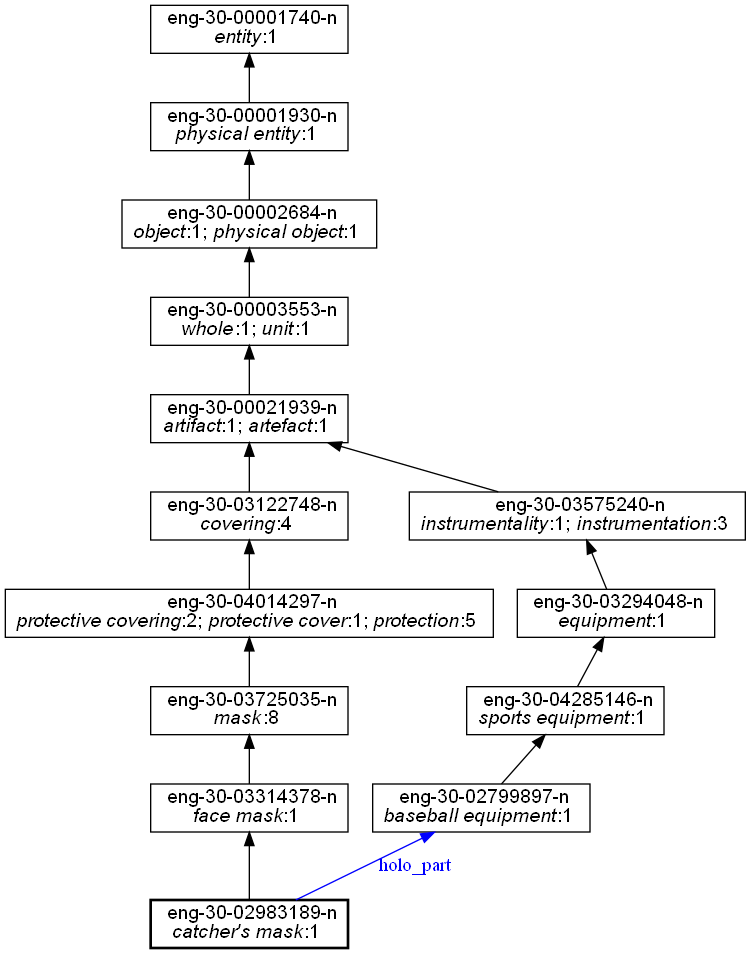 eng-30-00001740-n
entity:1
eng-30-00001930-n
physical entity:1
eng-30-00002684-n
object:1; physical object:1
eng-30-00003553-n
whole:1; unit:1
eng-30-00021939-n
artifact:1; artefact:1
eng-30-03122748-n
covering:4
eng-30-03575240-n
instrumentality:1; instrumentation:3
eng-30-04014297-n
protective covering:2; protective cover:1; protection:5
eng-30-03294048-n
equipment:1
eng-30-03725035-n
mask:8
eng-30-04285146-n
sports equipment:1
eng-30-03314378-n
face mask:1
eng-30-02799897-n
baseball equipment:1
holo_part
eng-30-02983189-n
catcher's mask:1